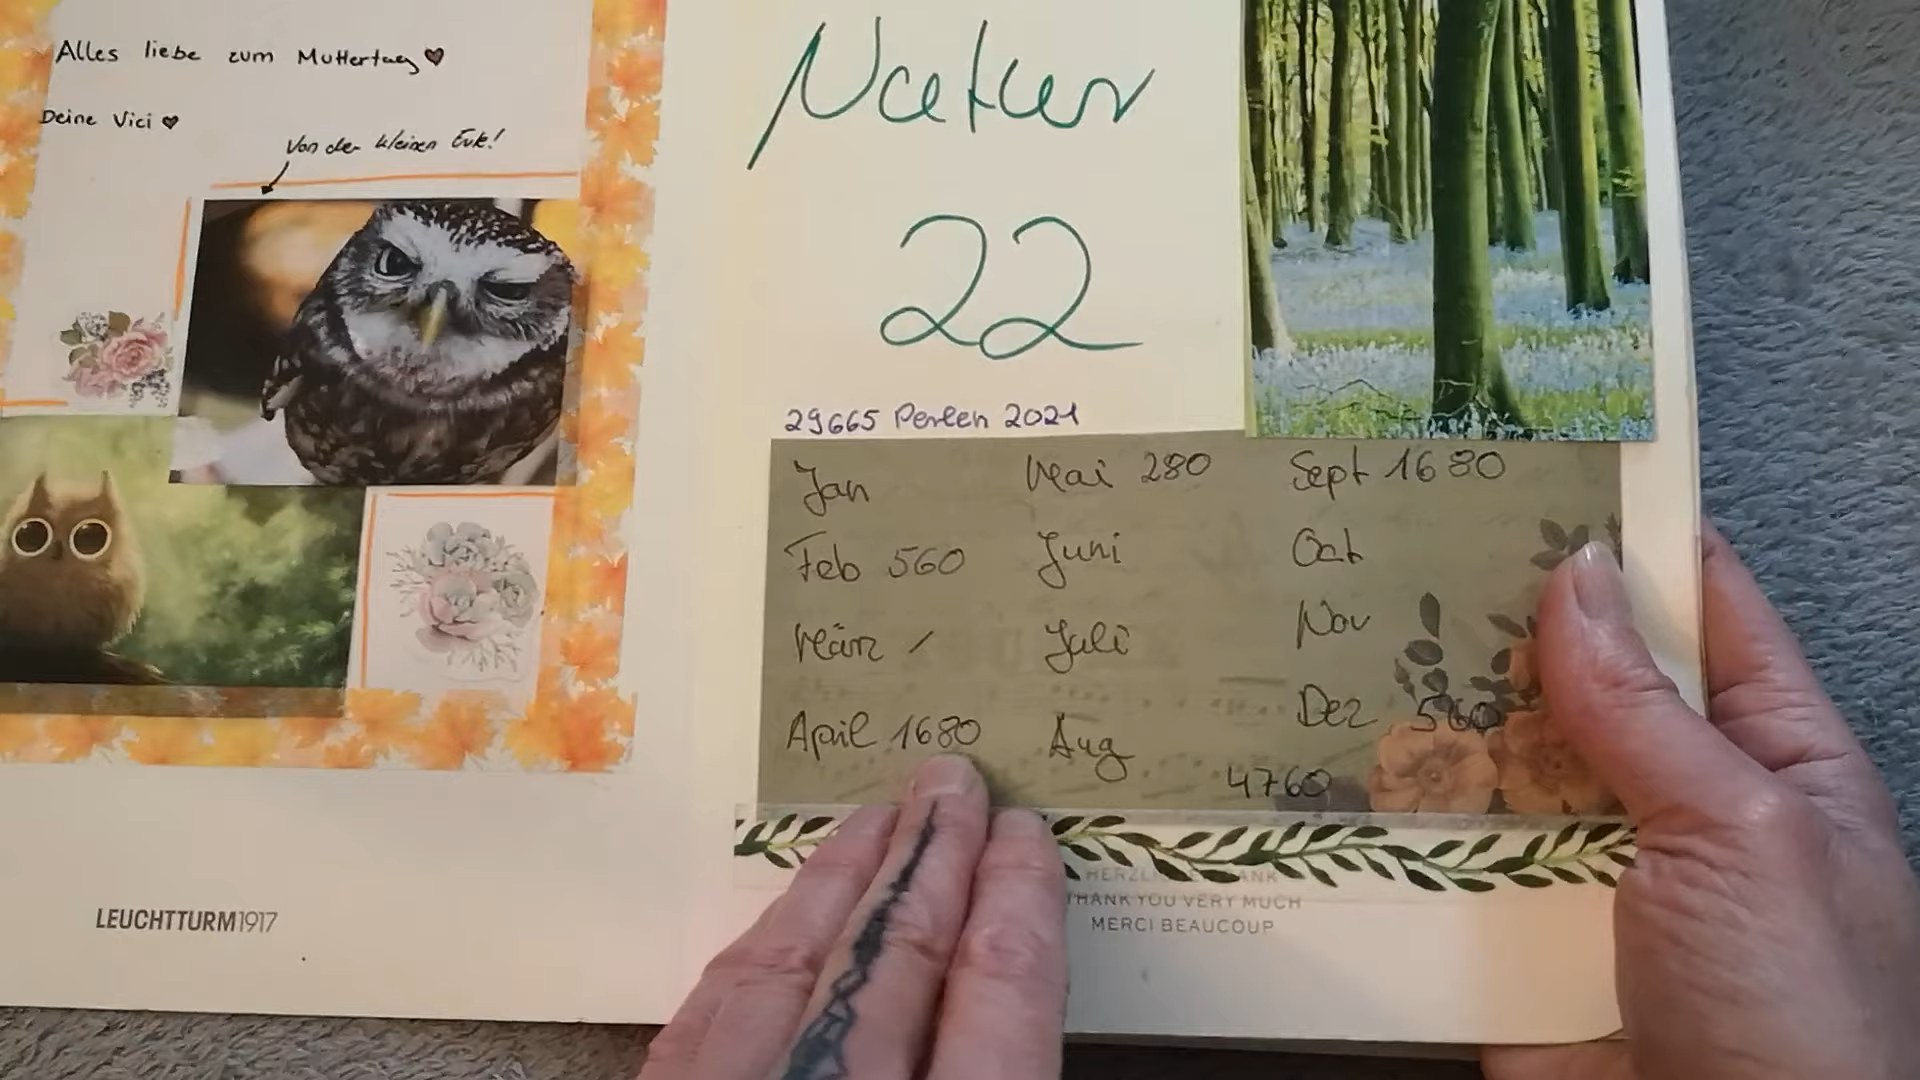 Alles liebe zum Muttertag
Deine Vici
Von der kleinen Eule!
LEUCHTTURM1917
Natur
22
29665 Perlen 2021
Jan
Feb 560
März /
April 1680
Mai 280
Juni
Juli
Aug
Sept 1680
Oct
Nov
Dez 560
4760
HERZLICHEN DANK
THANK YOU VERY MUCH
MERCI BEAUCOUP